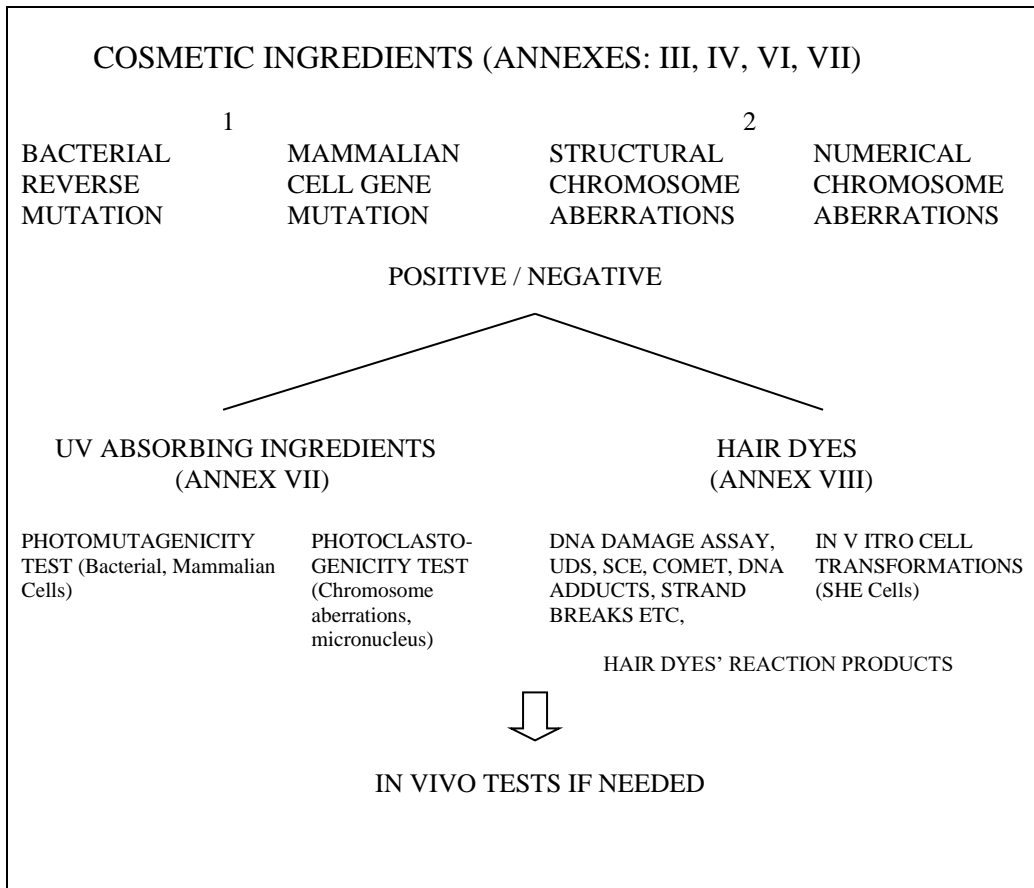 COSMETIC INGREDIENTS (ANNEXES: III, IV, VI, VII)
1
2
BACTERIAL
REVERSE
MUTATION
MAMMALIAN
CELL GENE
MUTATION
STRUCTURAL
CHROMOSOME
ABERRATIONS
NUMERICAL
CHROMOSOME
ABERRATIONS
POSITIVE / NEGATIVE
UV ABSORBING INGREDIENTS
(ANNEX VII)
HAIR DYES
(ANNEX VIII)
PHOTOMUTAGENICITY
TEST (Bacterial, Mammalian
Cells)
PHOTOCLASTO-
GENICITY TEST
(Chromosome
aberrations,
micronucleus)
DNA DAMAGE ASSAY,
UDS, SCE, COMET, DNA
ADDUCTS, STRAND
BREAKS ETC,
IN V ITRO CELL
TRANSFORMATIONS
(SHE Cells)
HAIR DYES’ REACTION PRODUCTS
IN VIVO TESTS IF NEEDED